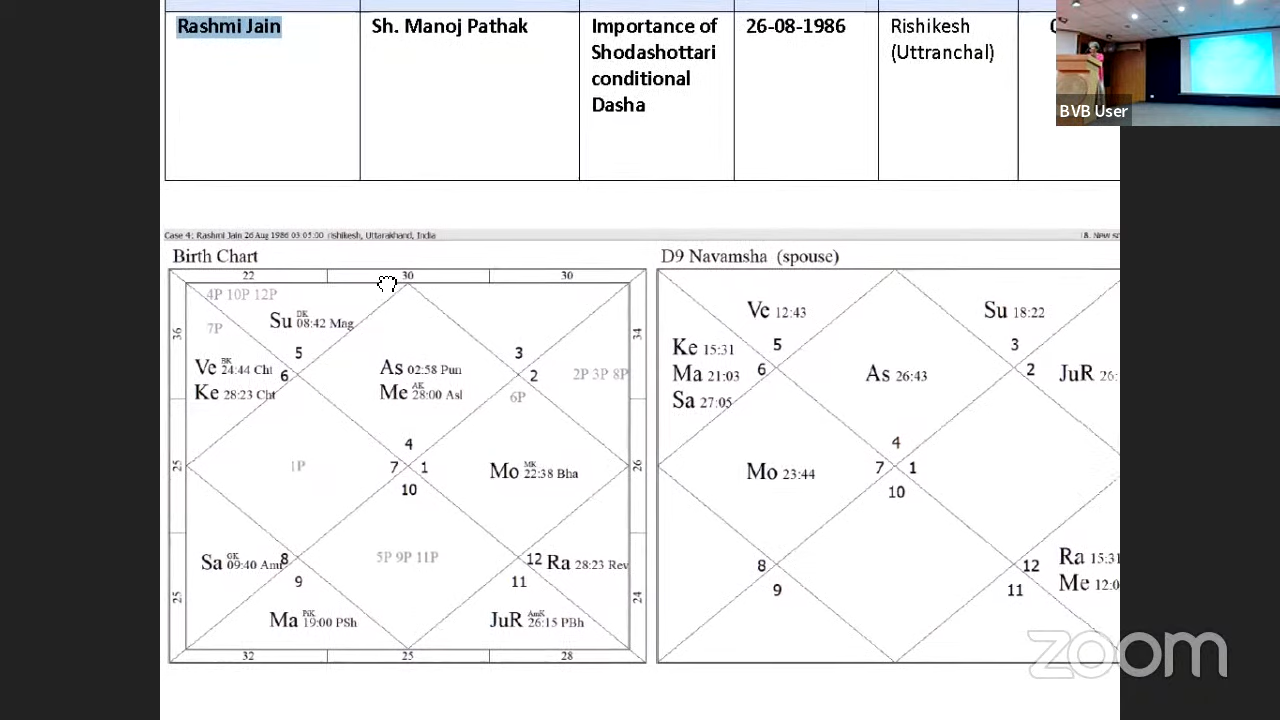 Rashmi Jain
Sh. Manoj Pathak
Importance of
Shodashottari
conditional
Dasha
26-08-1986
Rishikesh
(Uttranchal)
BVB User
Case 4: Rashmi Jain 26 Aug 1986 03:05:00 rishikesh, Uttarakhand, India
Birth Chart
22
30
30
4P 10P 12P
7P
Su DK 08:42 Mag
36
34
5
3
Ve BK 24:44 Cht
6
As 02:58 Pun
2
2P 3P 8P
Ke 28:23 Cht
Me AK 28:00 Asl
6P
4
25
1P
7
1
26
Mo MK 22:38 Bha
10
Sa GK 09:40
8
5P 9P 11P
12
Ra 28:23 Rev
9
11
25
24
Ma PiK 19:00 PSh
JuR AmK 26:15 PBh
32
25
28
D9 Navamsha (spouse)
Ve 12:43
Su 18:22
Ke 15:31
5
3
Ma 21:03
6
As 26:43
2
JuR 26:
Sa 27:05
4
Mo 23:44
7
1
10
8
12
Ra 15:31
9
11
Me 12:0
zoom